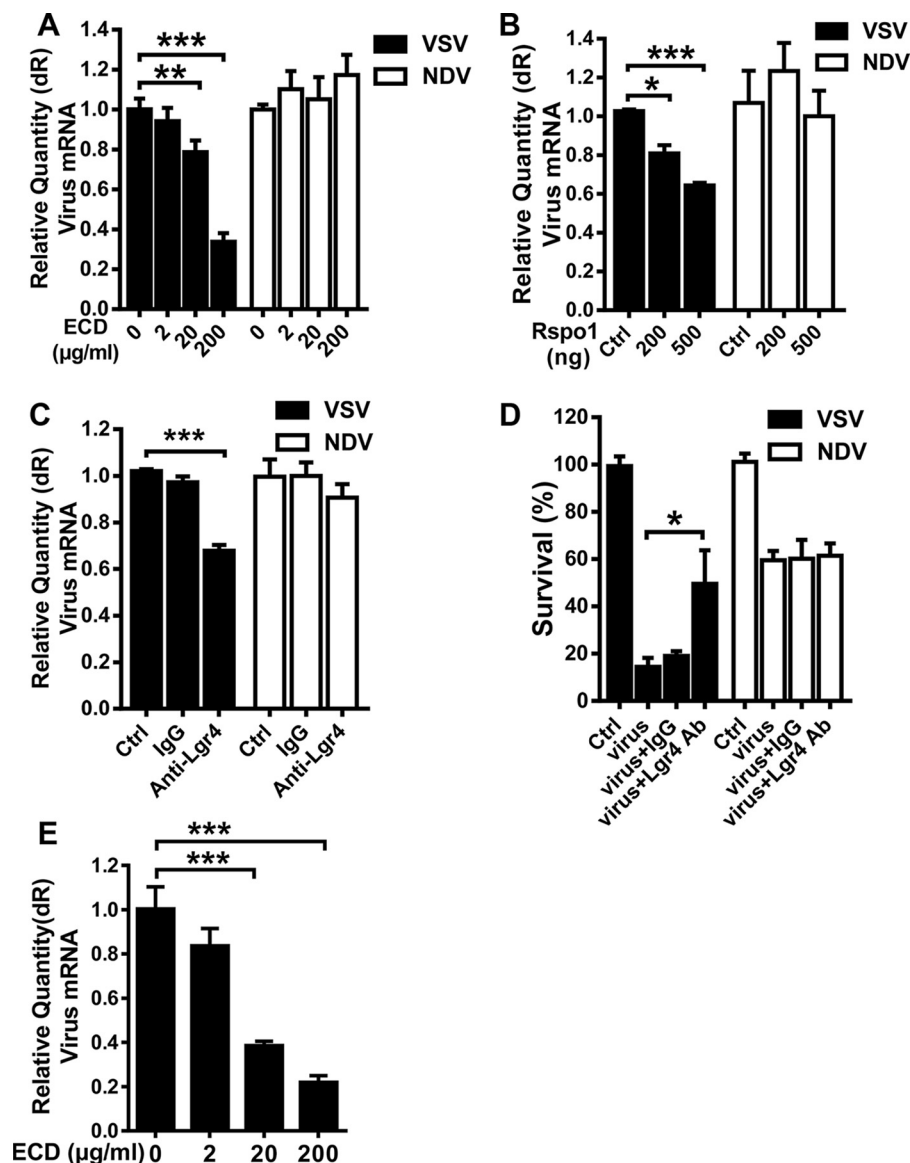 A
Relative Quantity (dR)
Virus mRNA
1.4
1.2
1.0
0.8
0.6
0.4
0.2
0.0
***
**
VSV
NDV
ECD
(µg/ml)
0 2 20 200 0 2 20 200
B
Relative Quantity (dR)
Virus mRNA
1.4
1.2
1.0
0.8
0.6
0.4
0.2
0.0
***
*
VSV
NDV
Rspo1
(ng)
Ctrl 200 500 Ctrl 200 500
C
Relative Quantity (dR)
Virus mRNA
1.2
1.0
0.8
0.6
0.4
0.2
0.0
***
VSV
NDV
Ctrl IgG Anti-Lgr4 Ctrl IgG Anti-Lgr4
D
Survival (%)
120
100
80
60
40
20
0
*
VSV
NDV
Ctrl virus virus+IgG virus+Lgr4 Ab Ctrl virus virus+IgG virus+Lgr4 Ab
E
Relative Quantity(dR)
Virus mRNA
1.2
1.0
0.8
0.6
0.4
0.2
0.0
***
***
ECD (µg/ml) 0 2 20 200